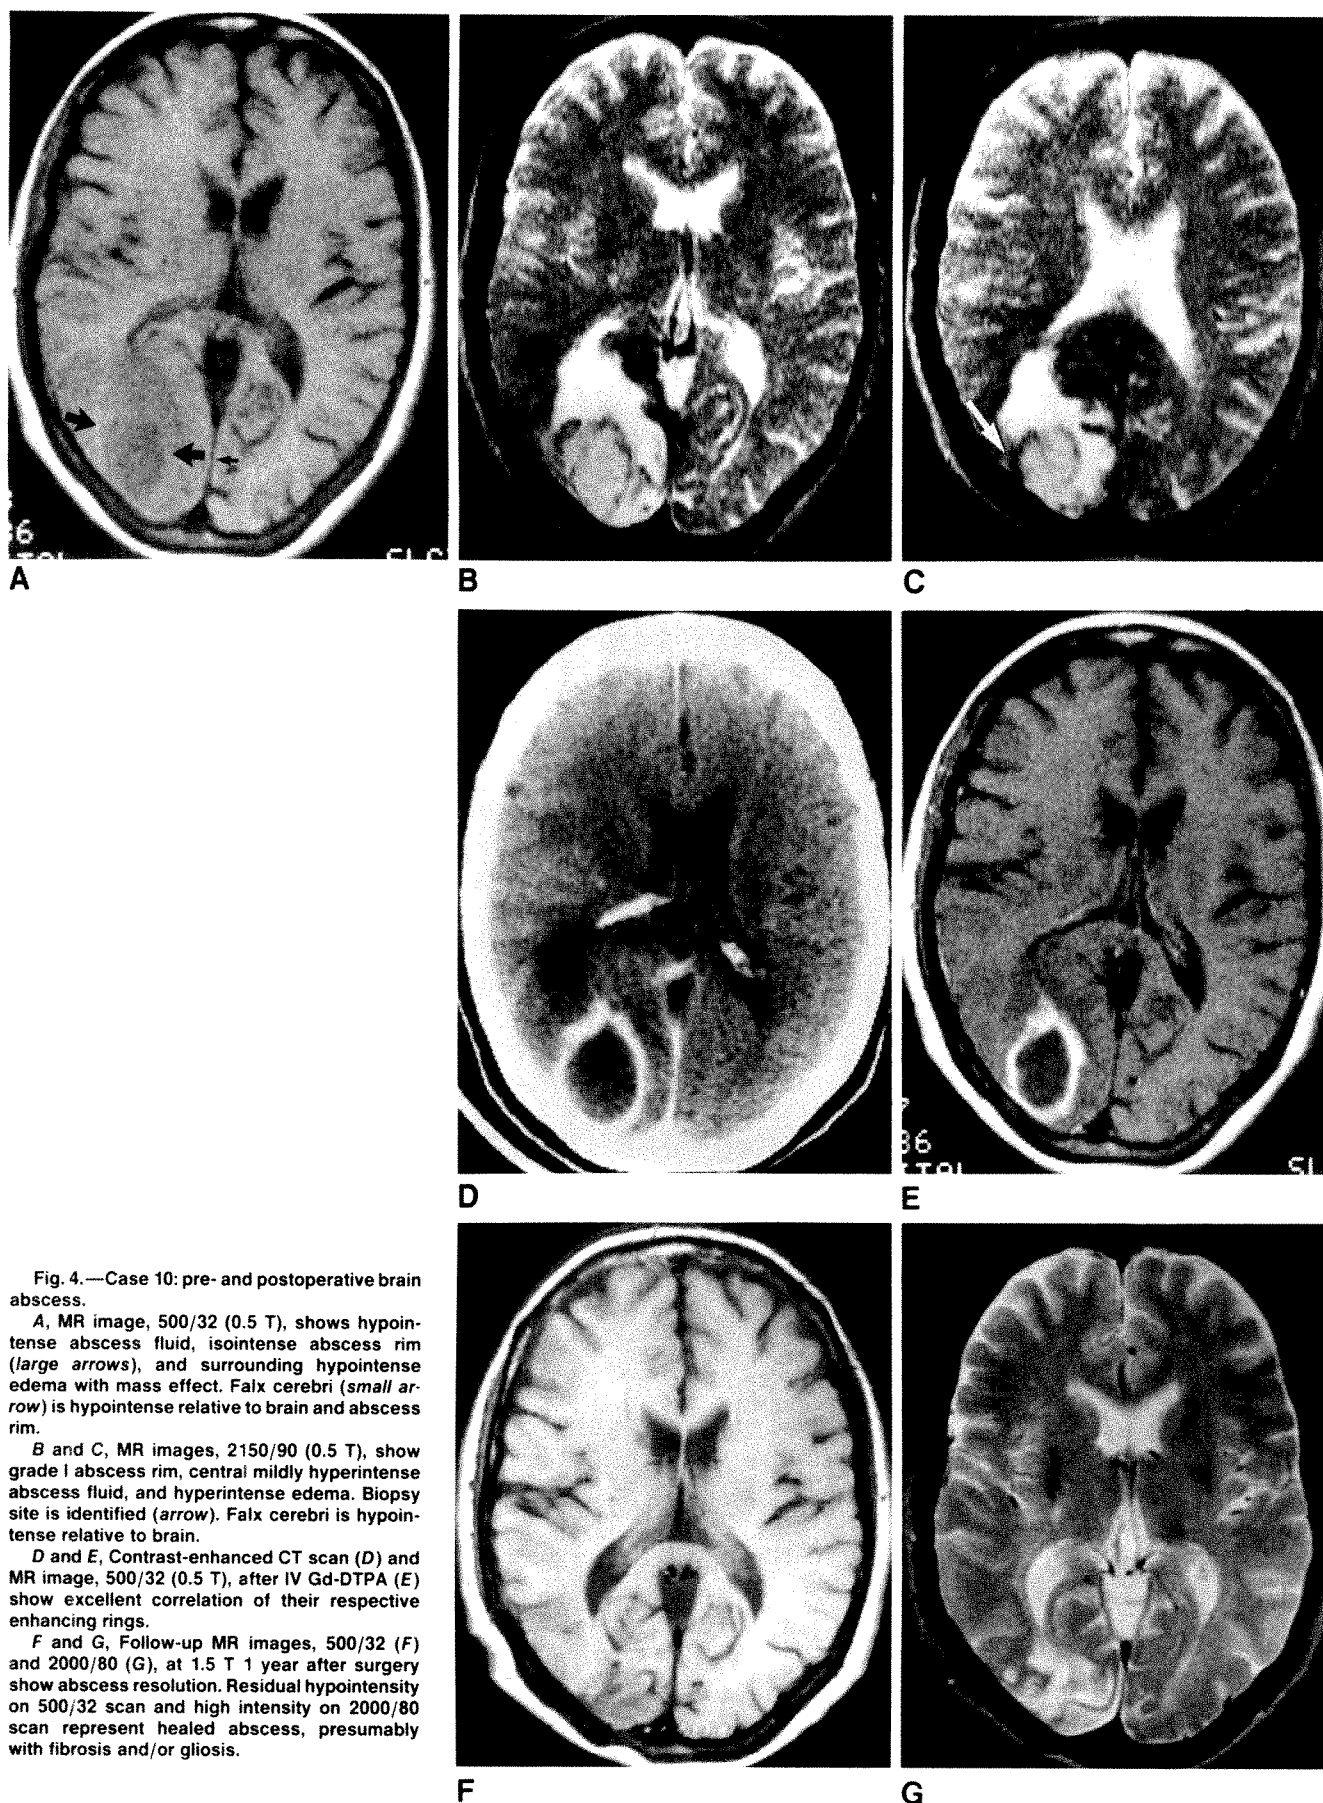 36
SL
A
B
C
D
36
SL
E
Fig. 4.—Case 10: pre- and postoperative brain
abscess.
A, MR image, 500/32 (0.5 T), shows hypoin-
tense abscess fluid, isointense abscess rim
(large arrows), and surrounding hypointense
edema with mass effect. Falx cerebri (small ar-
row) is hypointense relative to brain and abscess
rim.
B and C, MR images, 2150/90 (0.5 T), show
grade I abscess rim, central mildly hyperintense
abscess fluid, and hyperintense edema. Biopsy
site is identified (arrow). Falx cerebri is hypoin-
tense relative to brain.
D and E, Contrast-enhanced CT scan (D) and
MR image, 500/32 (0.5 T), after IV Gd-DTPA (E)
show excellent correlation of their respective
enhancing rings.
F and G, Follow-up MR images, 500/32 (F)
and 2000/80 (G), at 1.5 T 1 year after surgery
show abscess resolution. Residual hypointensity
on 500/32 scan and high intensity on 2000/80
scan represent healed abscess, presumably
with fibrosis and/or gliosis.
F
G